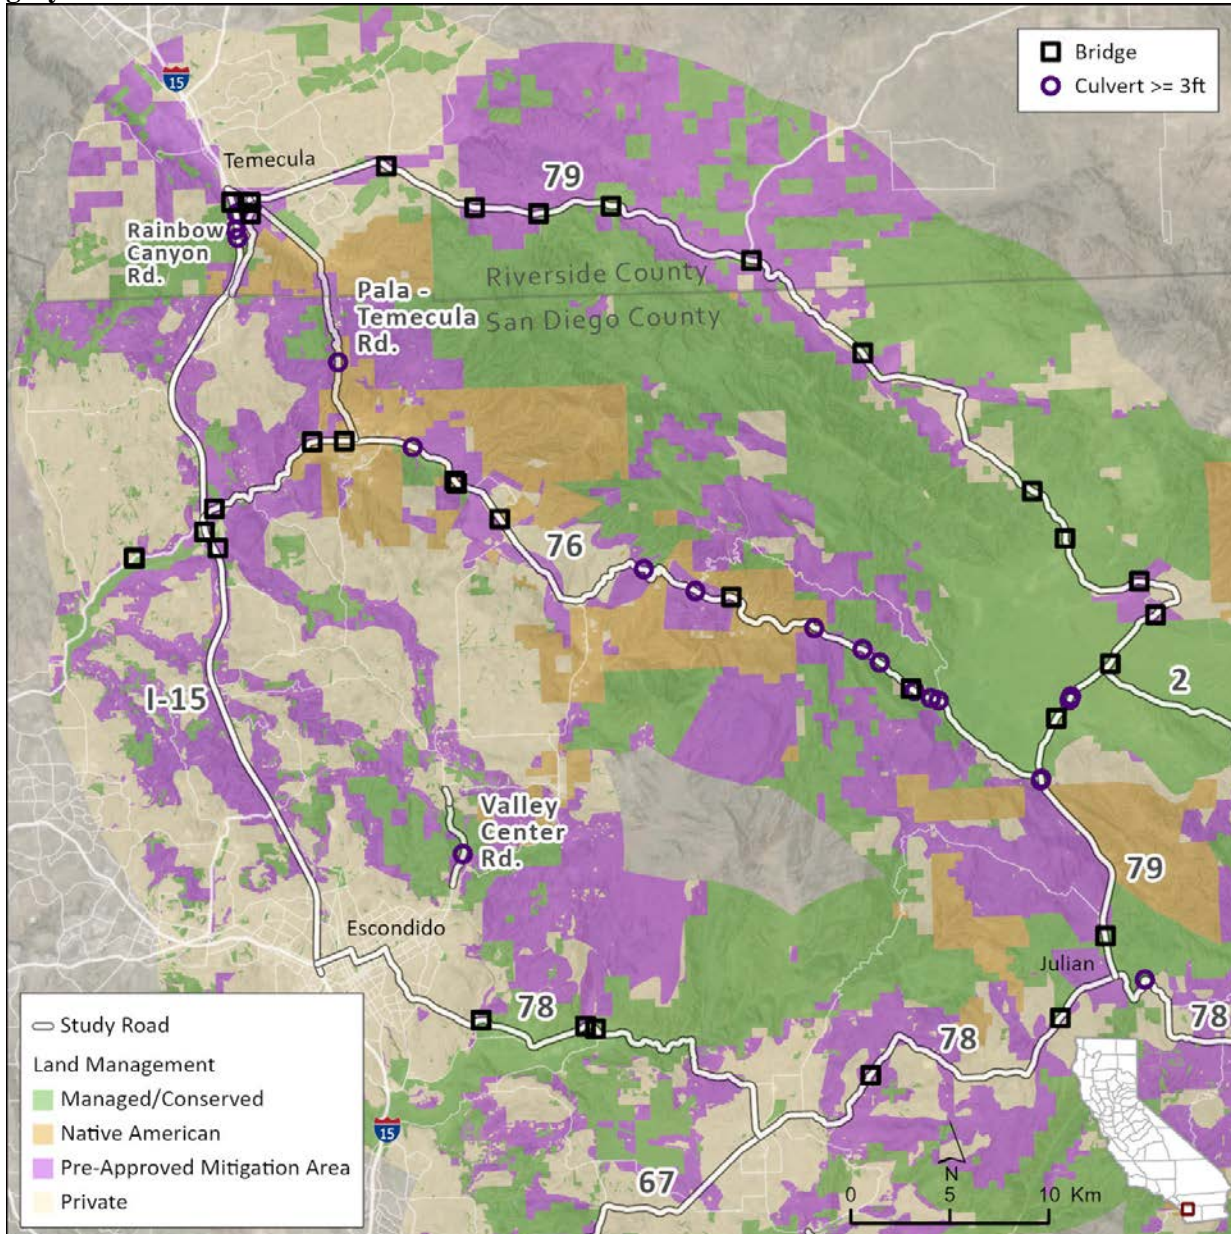 15
Bridge
Culvert >= 3ft
Temecula
79
Rainbow
Canyon
Rd.
Riverside County
San Diego County
Pala -
Temecula
Rd.
76
I-15
2
Valley
Center
Rd.
79
Escondido
Julian
78
78
78
67
15
Study Road
Land Management
Managed/Conserved
Native American
Pre-Approved Mitigation Area
Private
N
0 5 10 Km